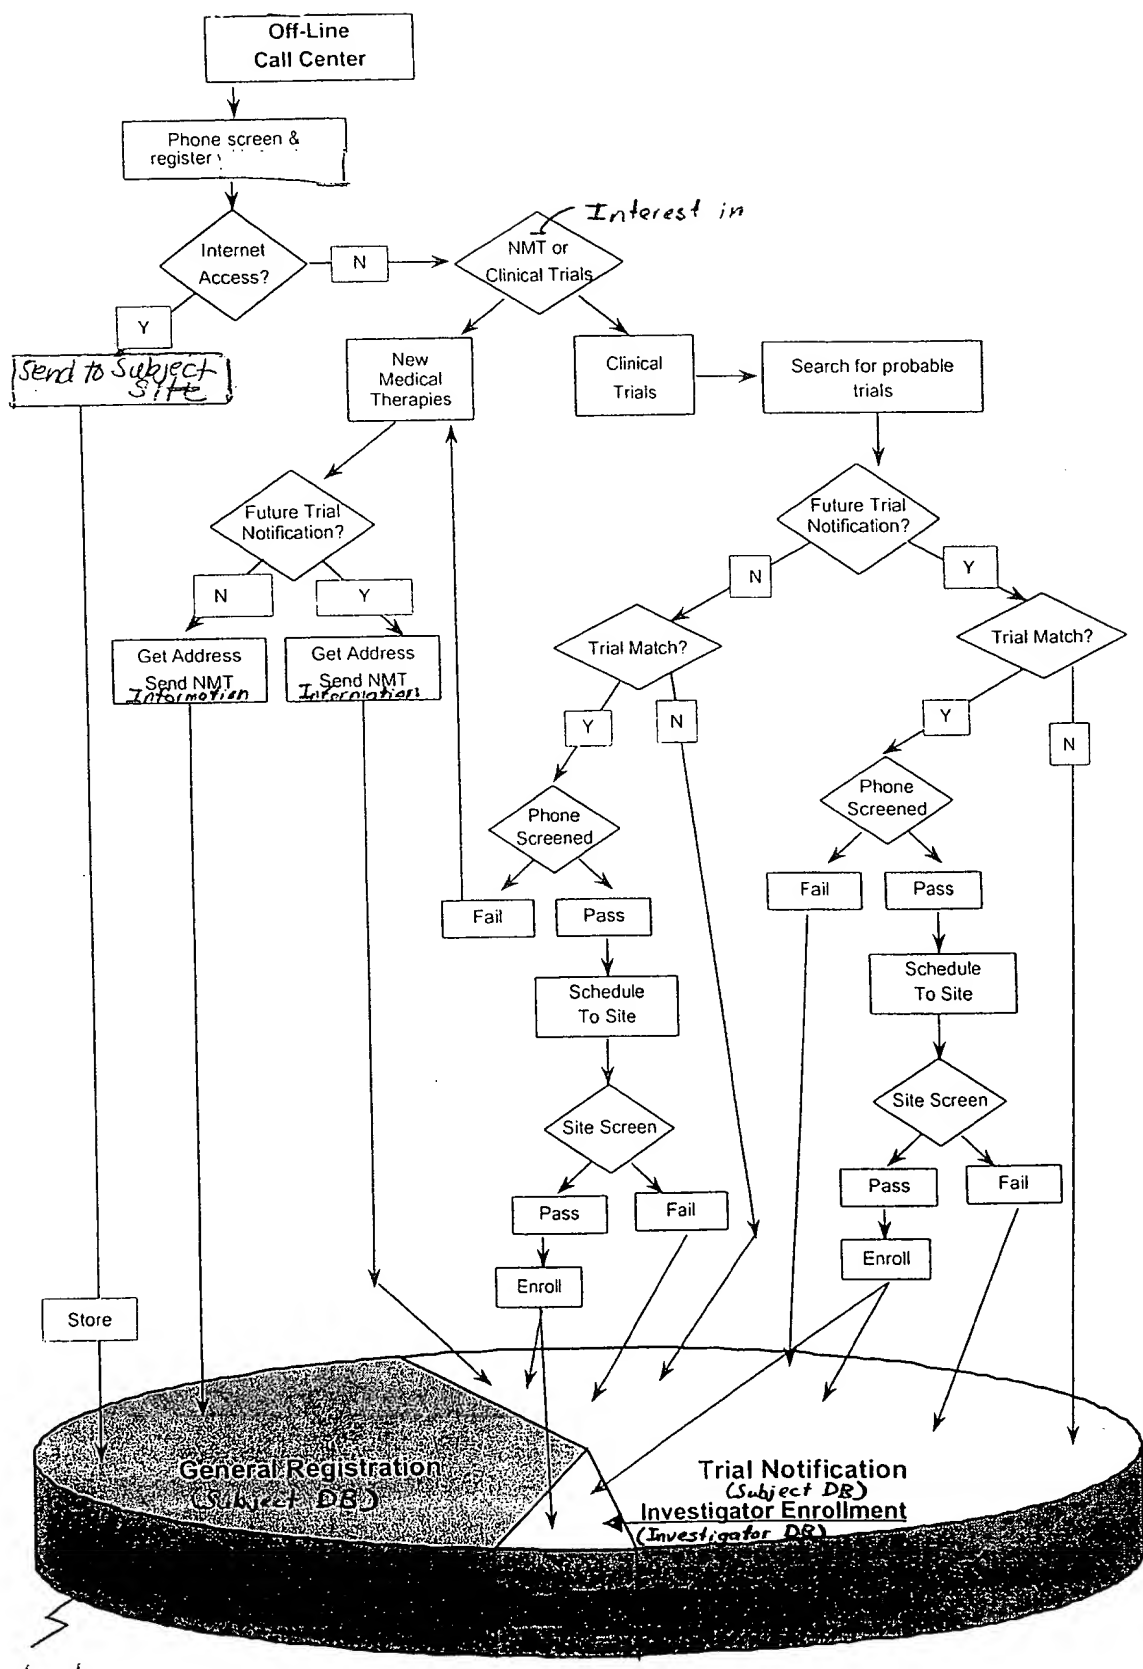 Off-Line
Call Center
Phone screen &
register
Interest in
Internet
Access?
N
NMT or
Clinical Trials
Y
Send to Subject
Site
New
Medical
Therapies
Clinical
Trials
Search for probable
trials
Future Trial
Notification?
Future Trial
Notification?
N
Y
N
Y
Get Address
Send NMT
Information
Get Address
Send NMT
Information
Trial Match?
Trial Match?
Y
N
Y
N
Phone
Screened
Phone
Screened
Fail
Pass
Fail
Pass
Schedule
To Site
Schedule
To Site
Site Screen
Site Screen
Pass
Fail
Pass
Fail
Enroll
Enroll
Store
General Registration
(Subject DB)
Trial Notification
(Subject DB)
Investigator Enrollment
(Investigator DB)